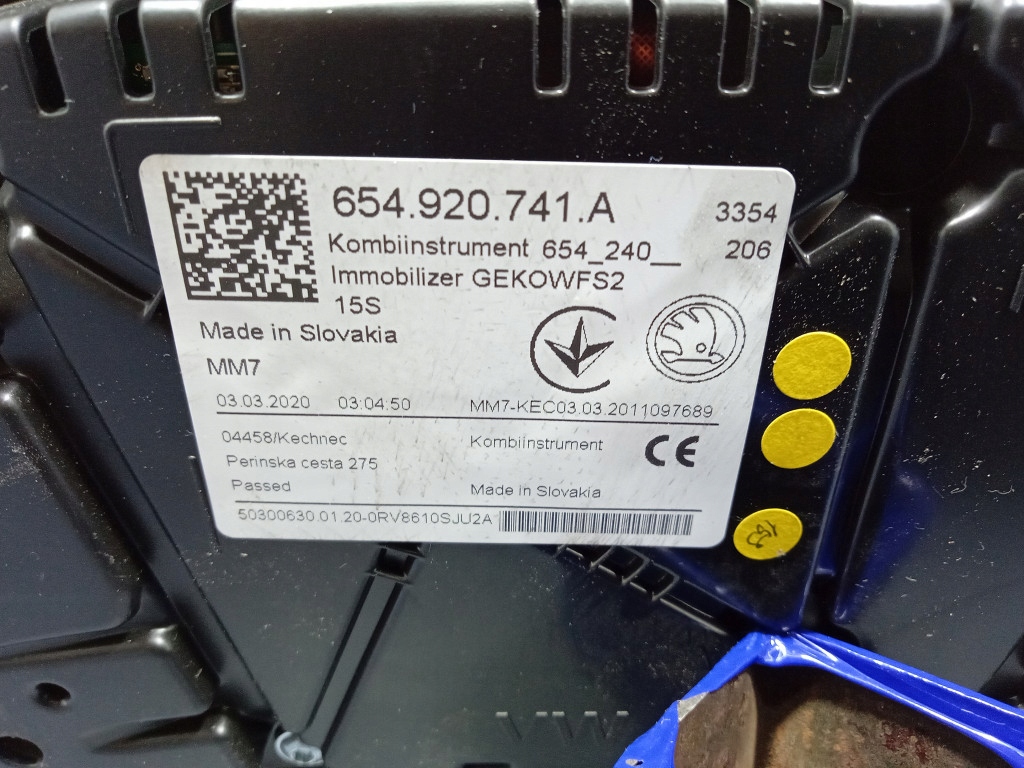 654.920.741.A 3354
Kombiinstrument 654_240__ 206
Immobilizer GEKOWFS2
15S
Made in Slovakia
MM7
03.03.2020 03:04:50 MM7-KEC03.03.2011097689
04458/Kechnec Kombiinstrument CE
Perinska cesta 275
Passed Made in Slovakia
50300630.01.20-0RV8610SJU2A
VW